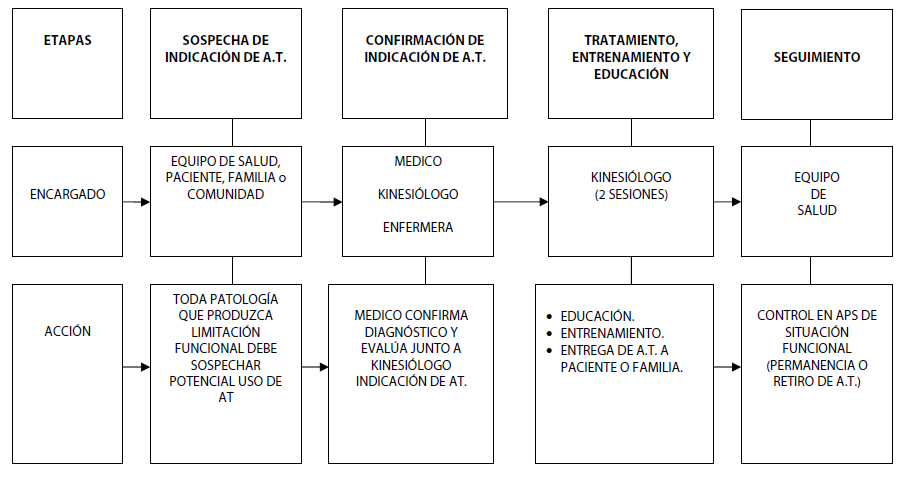 ETAPAS
SOSPECHA DE
INDICACIÓN DE A.T.
CONFIRMACIÓN DE
INDICACIÓN DE A.T.
TRATAMIENTO,
ENTRENAMIENTO Y
EDUCACIÓN
SEGUIMIENTO
ENCARGADO
EQUIPO DE SALUD,
PACIENTE, FAMILIA o
COMUNIDAD
MEDICO
KINESIÓLOGO
ENFERMERA
KINESIÓLOGO
(2 SESIONES)
EQUIPO
DE
SALUD
ACCIÓN
TODA PATOLOGÍA
QUE PRODUZCA
LIMITACIÓN
FUNCIONAL DEBE
SOSPECHAR
POTENCIAL USO DE
AT
MEDICO CONFIRMA
DIAGNÓSTICO Y
EVALÚA JUNTO A
KINESIÓLOGO
INDICACIÓN DE AT.
• EDUCACIÓN.
• ENTRENAMIENTO.
• ENTREGA DE A.T. A
PACIENTE O FAMILIA.
CONTROL EN APS DE
SITUACIÓN
FUNCIONAL
(PERMANENCIA O
RETIRO DE A.T.)